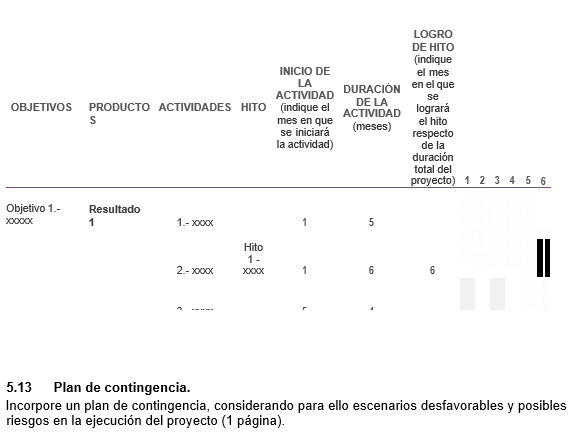 LOGRO
DE HITO
(indique
el mes
en el que
se
logrará
el hito
respecto
de la
duración
total del
proyecto)
INICIO DE
LA
ACTIVIDAD
(indique el
mes en que
se iniciará
la actividad)
DURACIÓN
DE LA
ACTIVIDAD
(meses)
OBJETIVOS PRODUCTO ACTIVIDADES HITO
S
1 2 3 4 5 6
Objetivo 1.- Resultado
xxxxx 1 1.- xxxx 1 5
Hito
1 -
2.- xxxx xxxx 1 6 6
5.13 Plan de contingencia.
Incorpore un plan de contingencia, considerando para ello escenarios desfavorables y posibles
riesgos en la ejecución del proyecto (1 página).